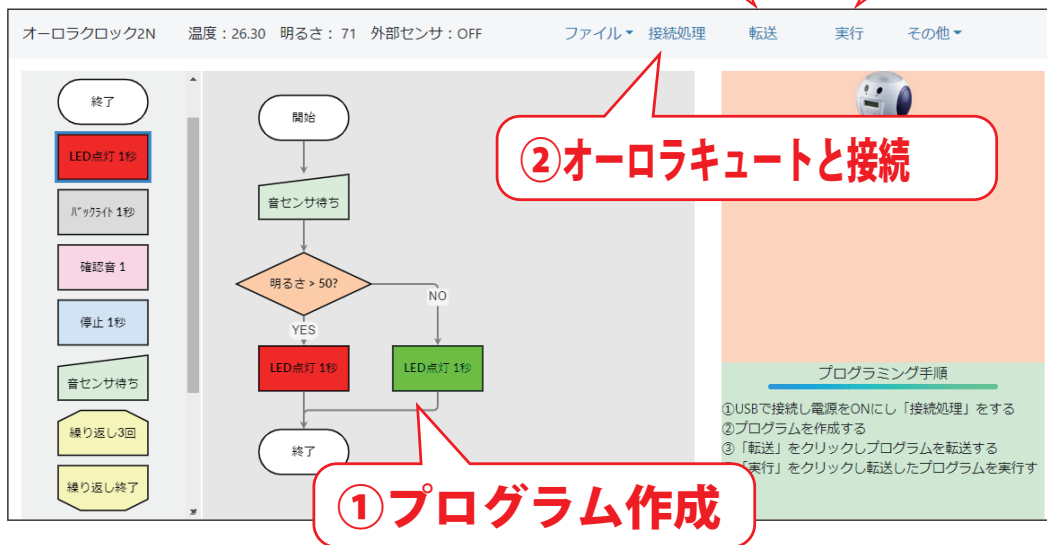 オーロラクロック2N 温度：26.30 明るさ：71 外部センサ：OFF ファイル 接続処理 転送 実行 その他
終了
LED点灯 1秒
ﾊﾞｯｸﾗｲﾄ 1秒
確認音 1
停止 1秒
音センサ待ち
繰り返し3回
繰り返し終了
開始
音センサ待ち
明るさ > 50?
NO
YES
LED点灯 1秒
LED点灯 1秒
終了
②オーロラキュートと接続
①プログラム作成
プログラミング手順
①USBで接続し電源をONにし「接続処理」をする
②プログラムを作成する
③「転送」をクリックしプログラムを転送する
「実行」をクリックし転送したプログラムを実行す